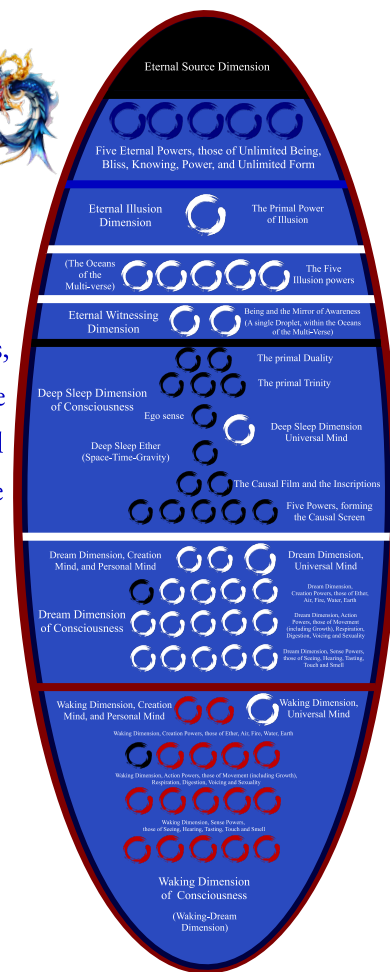 Eternal Source Dimension
Five Eternal Powers, those of Unlimited Being,
Bliss, Knowing, Power, and Unlimited Form
Eternal Illusion
Dimension
The Primal Power
of Illusion
(The Oceans
of the
Multi-verse)
The Five
Illusion powers
Eternal Witnessing
Dimension
Being and the Mirror of Awareness
(A single Droplet, within the Oceans
of the Multi-Verse)
s,
e
l
e
The primal Duality
The primal Trinity
Deep Sleep Dimension
of Consciousness
Ego sense
Deep Sleep Dimension
Universal Mind
Deep Sleep Ether
(Space-Time-Gravity)
The Causal Film and the Inscriptions
Five Powers, forming
the Causal Screen
Dream Dimension, Creation
Mind, and Personal Mind
Dream Dimension,
Universal Mind
Dream Dimension,
Creation Powers, those of Ether,
Air, Fire, Water, Earth
Dream Dimension
of Consciousness
Dream Dimension, Action
Powers, those of Movement
(including Growth), Respiration,
Digestion, Voicing and Sexuality
Dream Dimension, Sense Powers,
those of Seeing, Hearing, Tasting,
Touch and Smell
Waking Dimension, Creation
Mind, and Personal Mind
Waking Dimension,
Universal Mind
Waking Dimension, Creation Powers, those of Ether, Air, Fire, Water, Earth
Waking Dimension, Action Powers, those of Movement (including Growth),
Respiration, Digestion, Voicing and Sexuality
Waking Dimension, Sense Powers,
those of Seeing, Hearing, Tasting, Touch and Smell
Waking Dimension
of Consciousness
(Waking-Dream
Dimension)